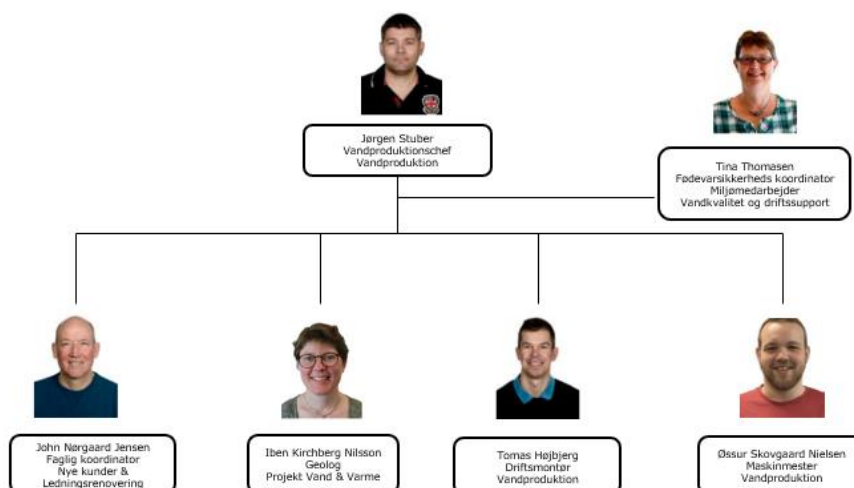 Jørgen Stuber
Vandproduktionschef
Vandproduktion
Tina Thomasen
Fødevarsikkerheds koordinator
Miljømedarbejder
Vandkvalitet og driftssupport
John Nørgaard Jensen
Faglig koordinator
Nye kunder &
Ledningsrenovering
Iben Kirchberg Nilsson
Geolog
Projekt Vand & Varme
Tomas Højbjerg
Driftsmontør
Vandproduktion
Øssur Skovgaard Nielsen
Maskinmester
Vandproduktion